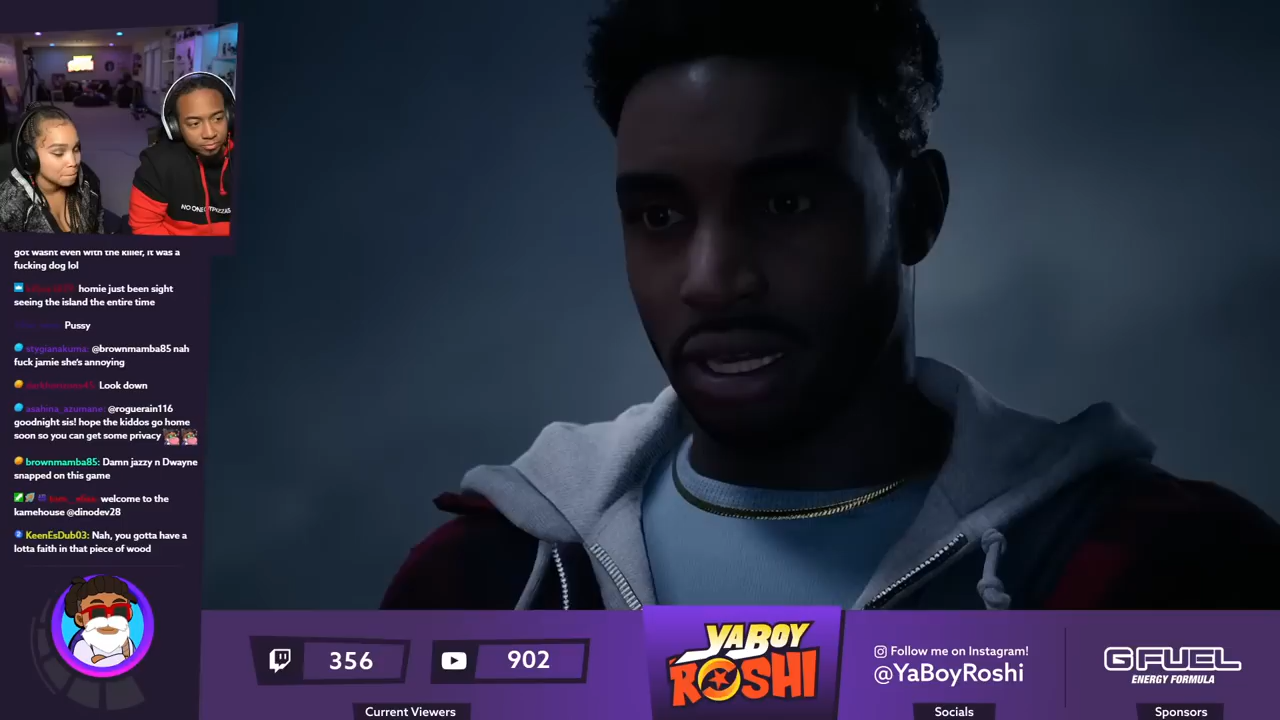 NO ONE
got wasnt even with the killer, it was a
fucking dog lol
homie just been sight
seeing the island the entire time
Pussy
stygianakuma: @brownmamba85 nah
fuck jamie she's annoying
Look down
asahina_azumane: @roguerain116
goodnight sis! hope the kiddos go home
soon so you can get some privacy
brownmamba85: Damn jazzy n Dwayne
snapped on this game
welcome to the
kamehouse @dinodev28
KeenEsDub03: Nah, you gotta have a
lotta faith in that piece of wood
356
902
Current Viewers
YABOY
ROSHI
Follow me on Instagram!
@YaBoyRoshi
Socials
G FUEL
ENERGY FORMULA
Sponsors